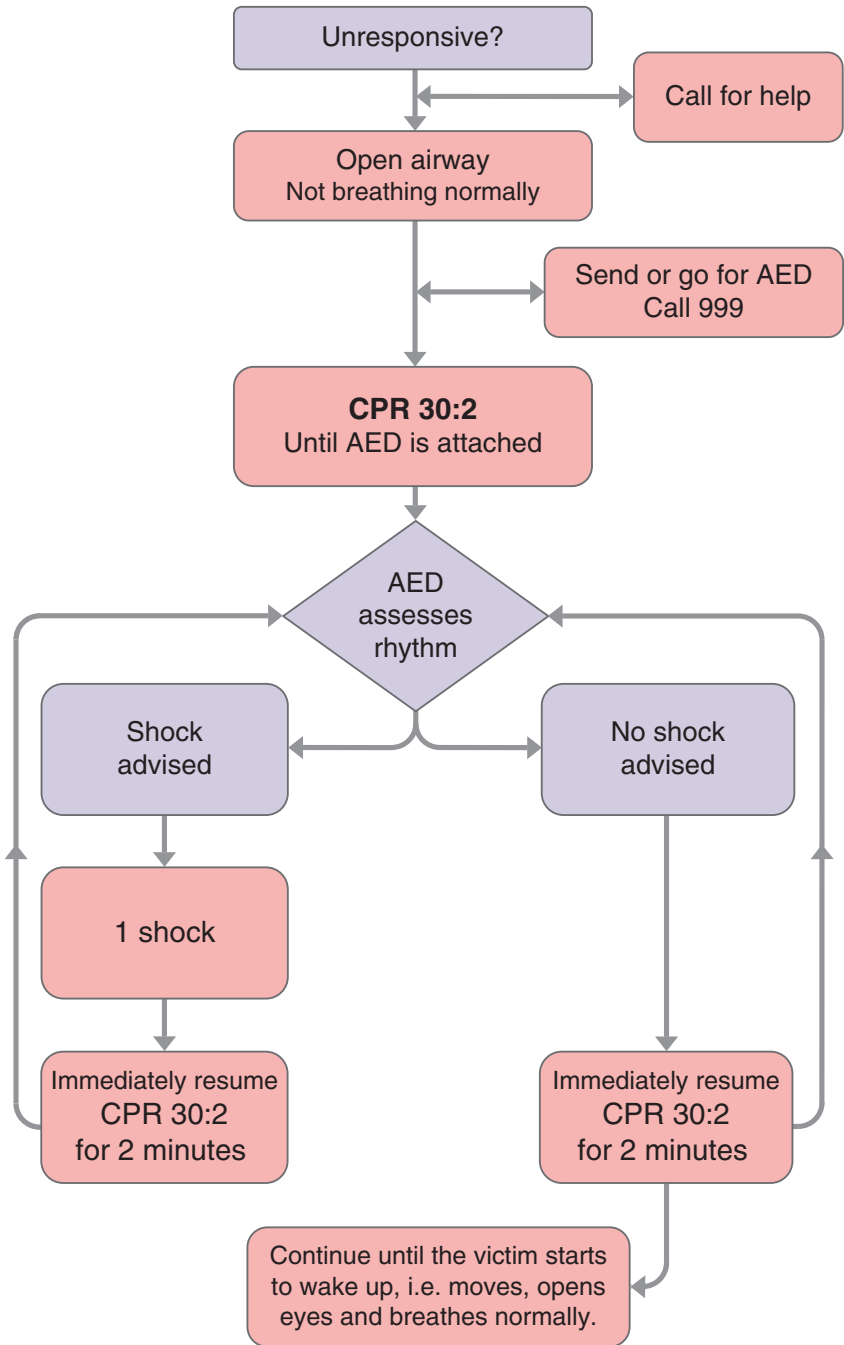 Unresponsive?
Call for help
Open airway
Not breathing normally
Send or go for AED
Call 999
CPR 30:2
Until AED is attached
AED
assesses
rhythm
Shock
advised
No shock
advised
1 shock
Immediately resume
CPR 30:2
for 2 minutes
Immediately resume
CPR 30:2
for 2 minutes
Continue until the victim starts
to wake up, i.e. moves, opens
eyes and breathes normally.